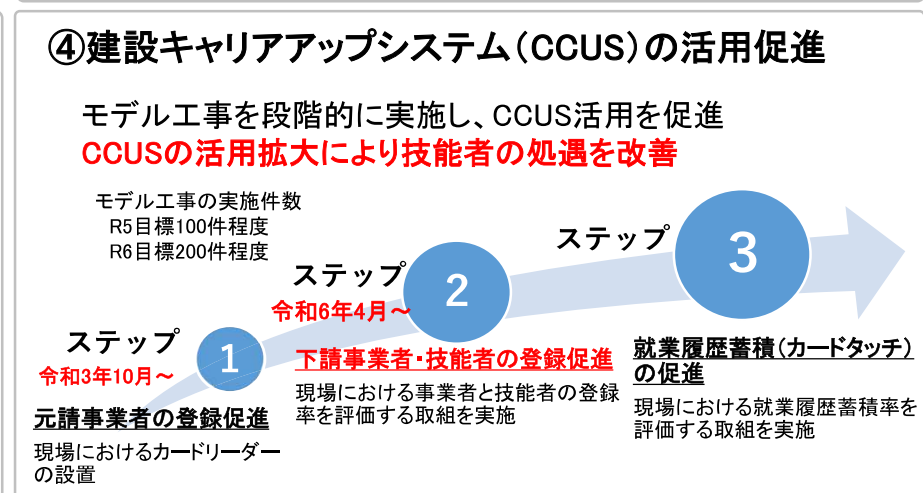 ④建設キャリアアップシステム(CCUS)の活用促進
モデル工事を段階的に実施し、CCUS活用を促進
CCUSの活用拡大により技能者の処遇を改善
モデル工事の実施件数
R5目標100件程度
R6目標200件程度
ステップ
1
令和3年10月～
元請事業者の登録促進
現場におけるカードリーダー
の設置
ステップ
2
令和6年4月～
下請事業者・技能者の登録促進
現場における事業者と技能者の登録
率を評価する取組を実施
ステップ
3
就業履歴蓄積(カードタッチ)
の促進
現場における就業履歴蓄積率を
評価する取組を実施